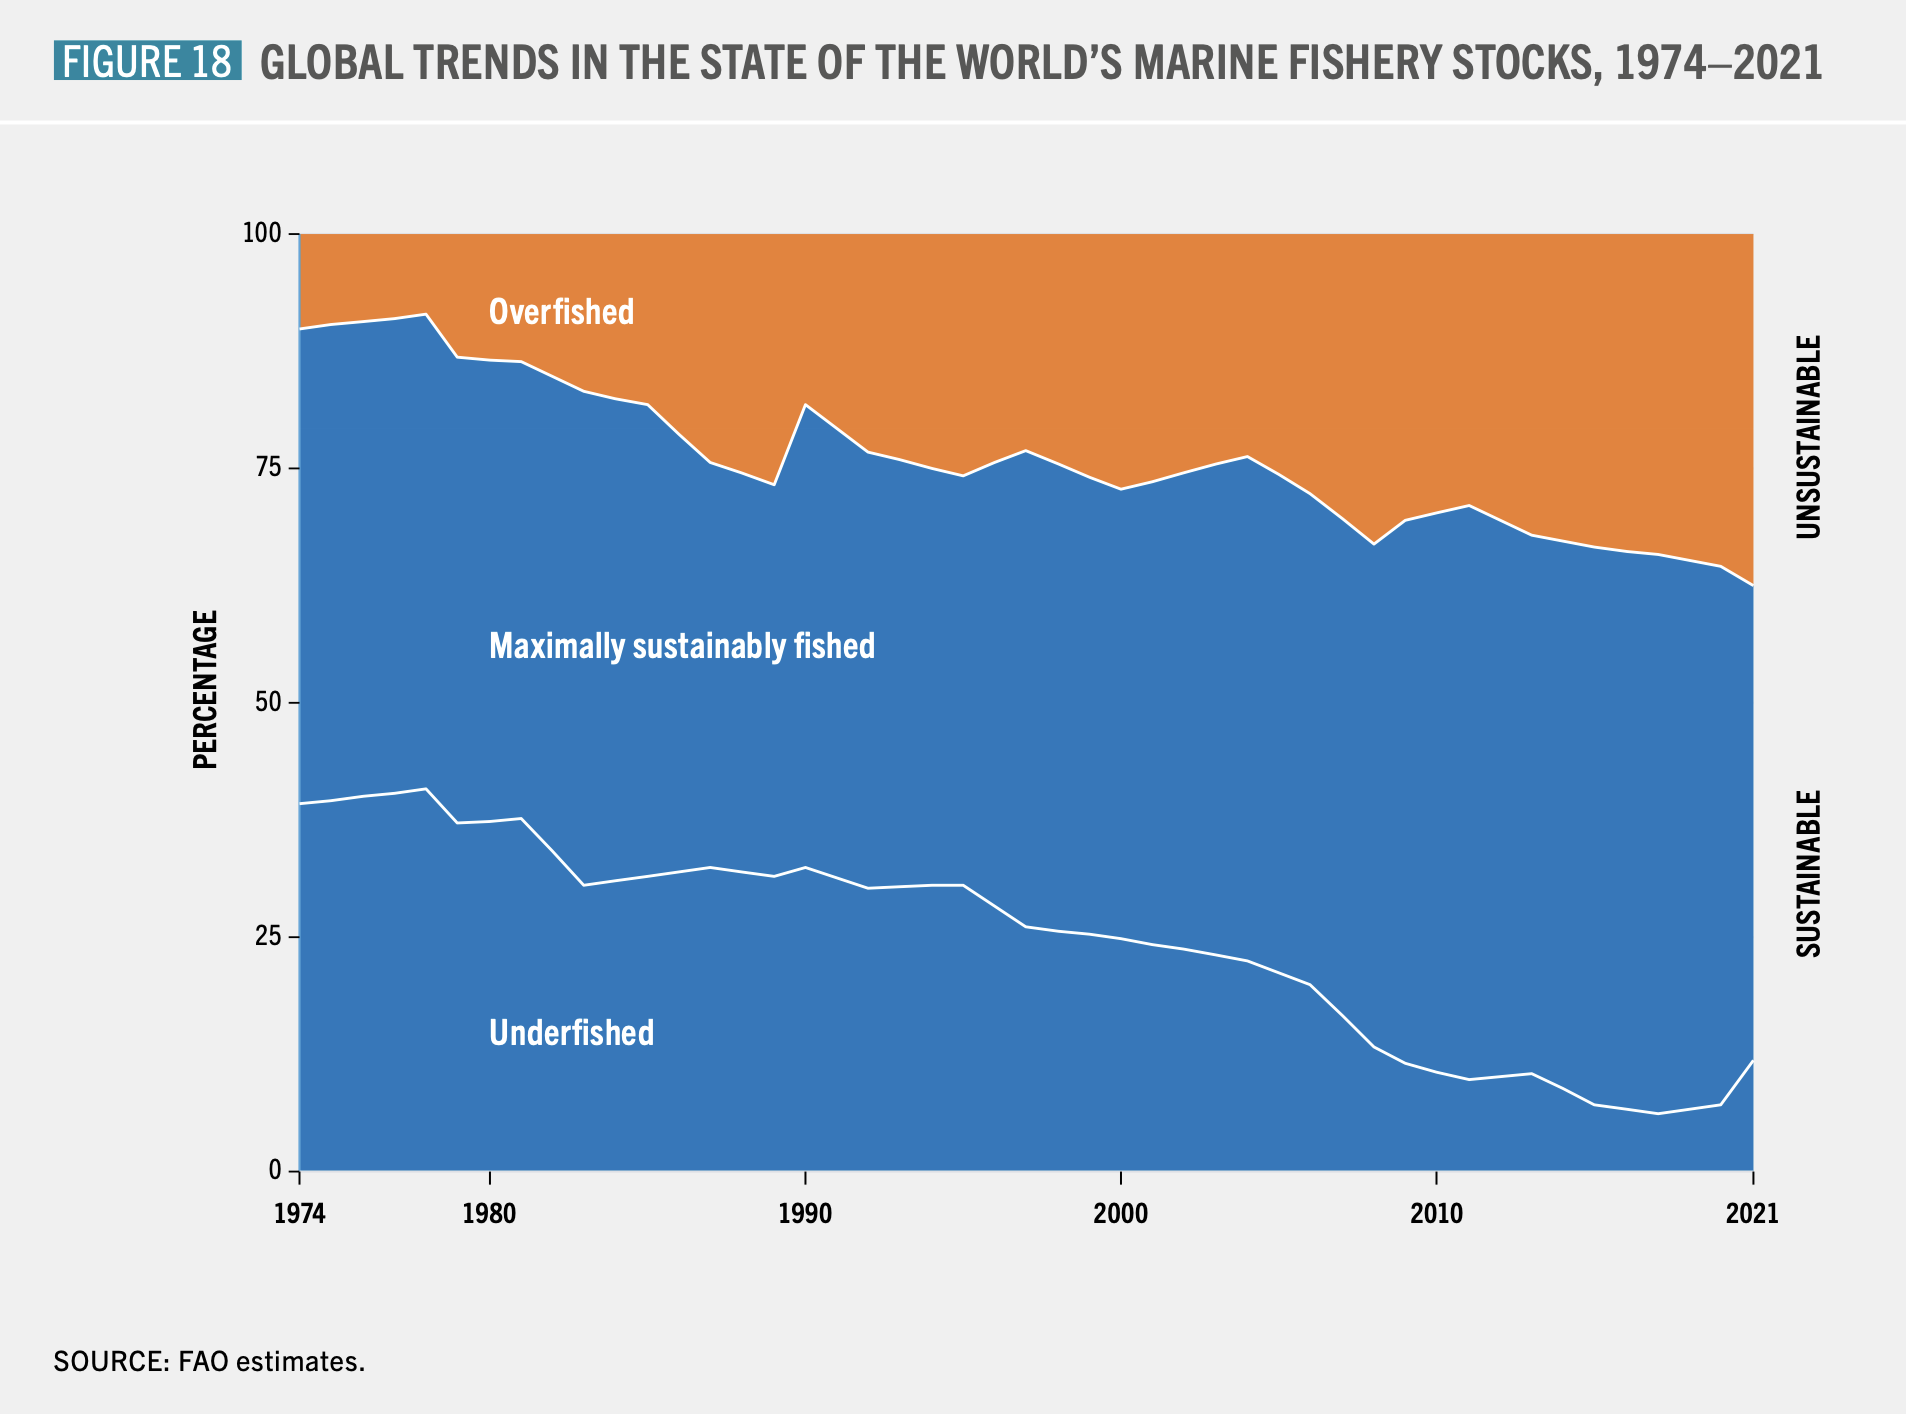 FIGURE 18 GLOBAL TRENDS IN THE STATE OF THE WORLD’S MARINE FISHERY STOCKS, 1974–2021
100
75
50
25
0
PERCENTAGE
Overfished
Maximally sustainably fished
Underfished
UNSUSTAINABLE
SUSTAINABLE
1974 1980 1990 2000 2010 2021
SOURCE: FAO estimates.